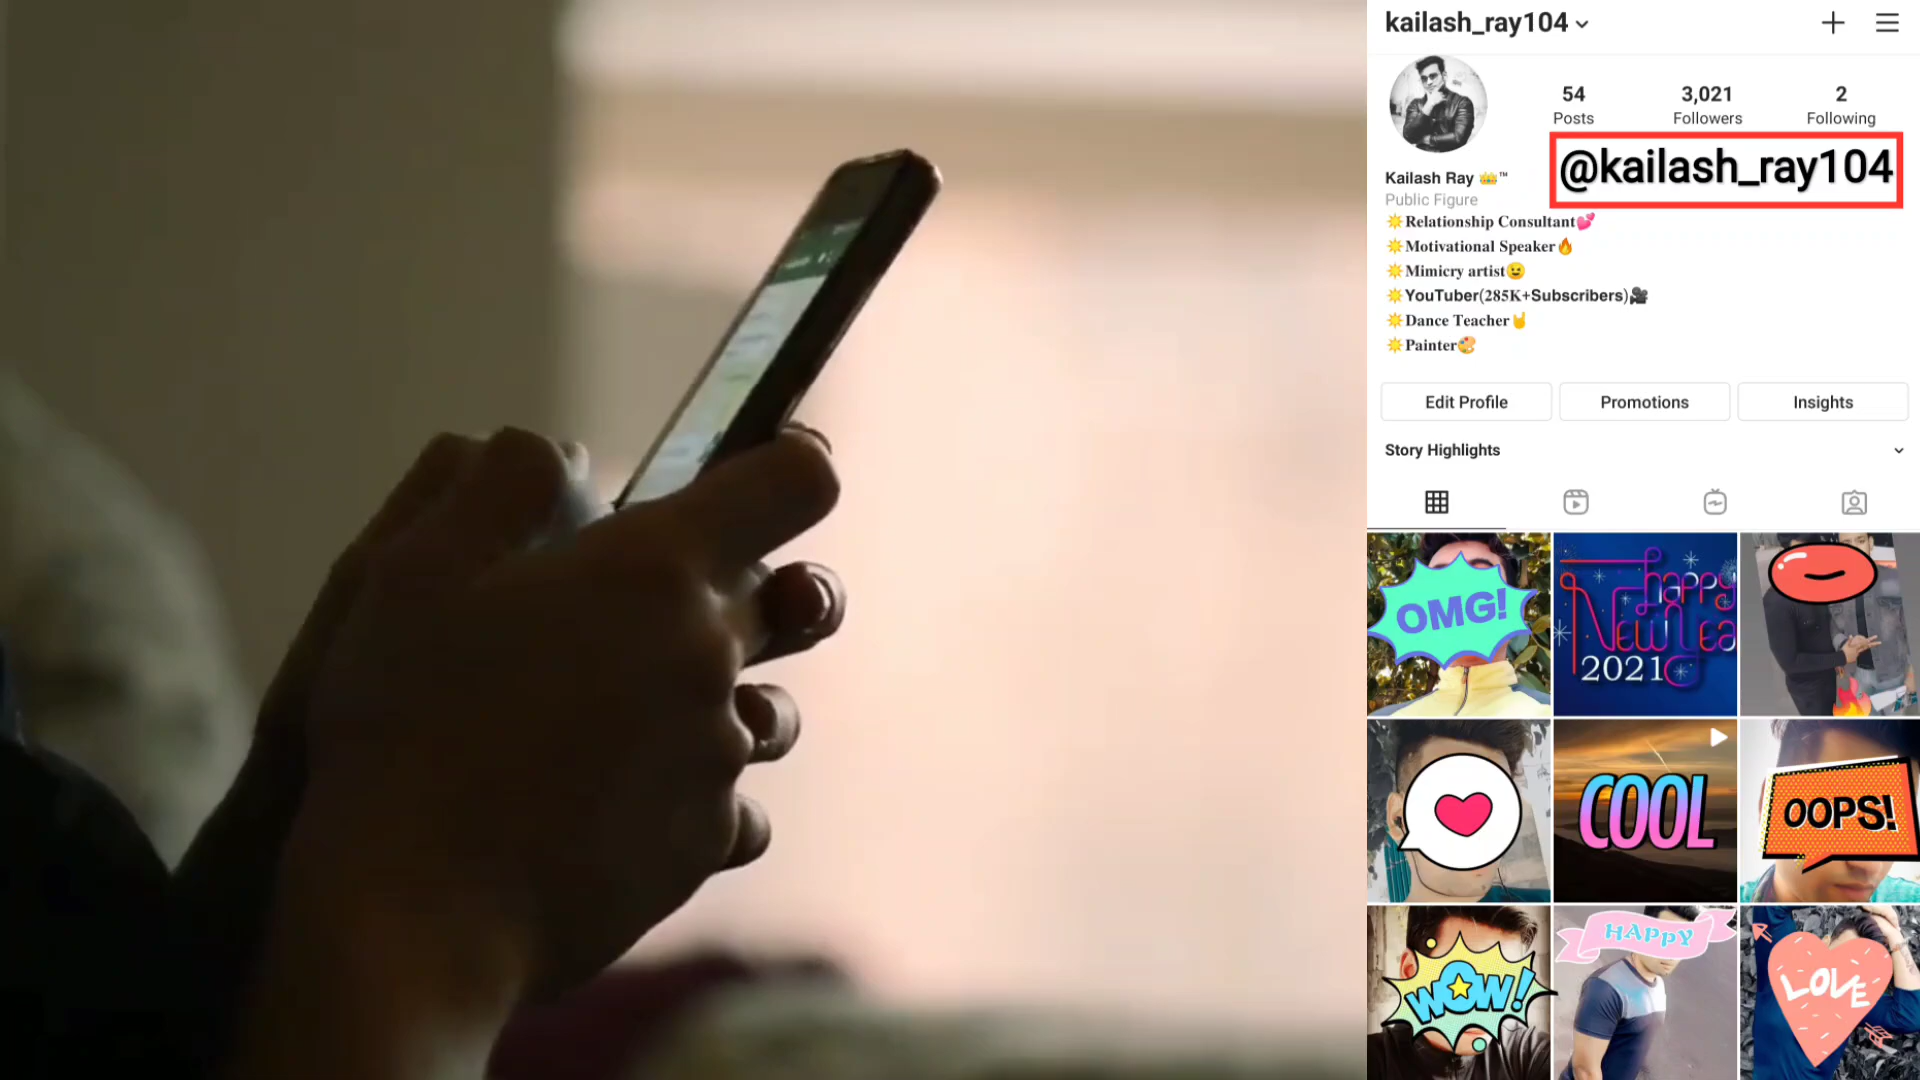 kailash_ray104
54
3,021
2
Posts
Followers
Following
@kailash_ray104
Kailash Ray 👑™
Public Figure
☀Relationship Consultant💕
☀Motivational Speaker🔥
☀Mimicry artist😉
☀YouTuber(285K+Subscribers)🎥
☀Dance Teacher🤘
☀Painter🎨
Edit Profile
Promotions
Insights
Story Highlights
OMG!
happy
New Yea
2021
COOL
OOPS!
WOW!
HAPPY
LOVE